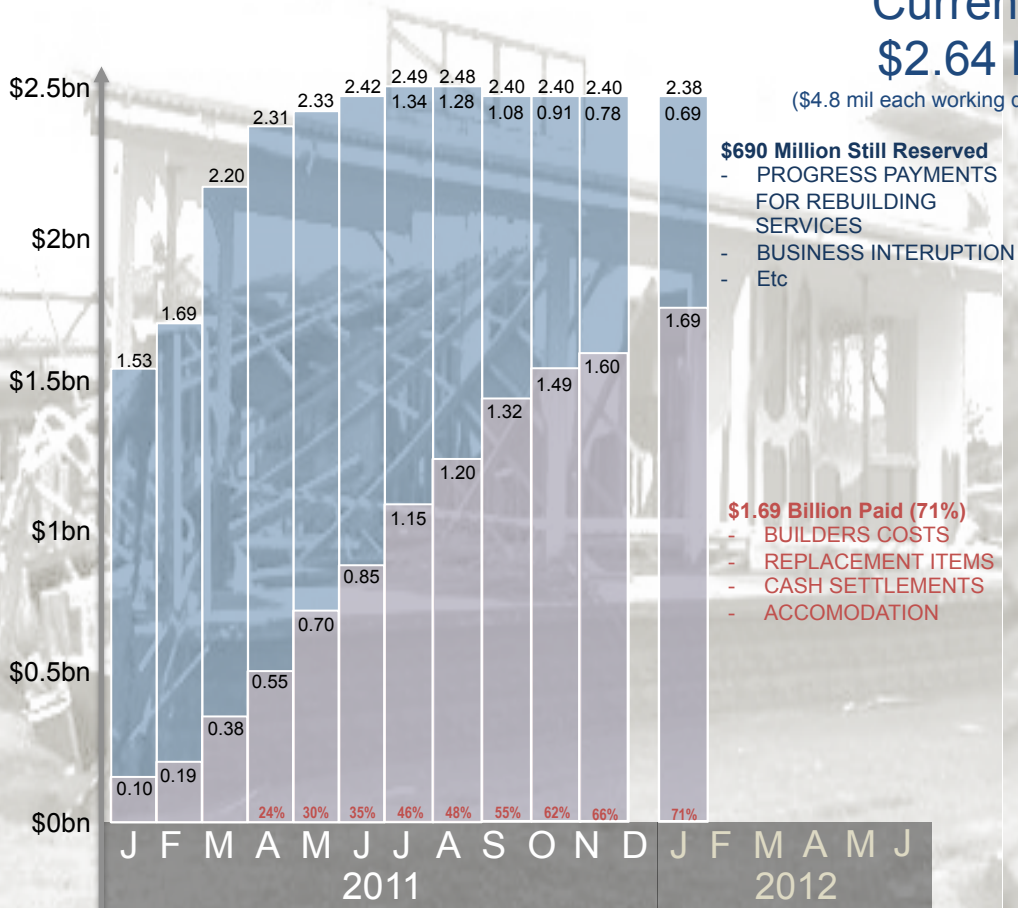 Curren
$2.64
($4.8 mil each working
$2.5bn
$2bn
$1.5bn
$1bn
$0.5bn
$0bn
1.53
1.69
2.20
2.31
2.33
2.42
2.49
2.48
2.40
2.40
2.40
2.38
1.34
1.28
1.08
0.91
0.78
0.69
0.10
0.19
0.38
0.55
0.70
0.85
1.15
1.20
1.32
1.49
1.60
1.69
24%
30%
35%
46%
48%
55%
62%
66%
71%
$690 Million Still Reserved
- PROGRESS PAYMENTS
FOR REBUILDING
SERVICES
- BUSINESS INTERUPTION
- Etc
$1.69 Billion Paid (71%)
- BUILDERS COSTS
- REPLACEMENT ITEMS
- CASH SETTLEMENTS
- ACCOMODATION
J F M A M J J A S O N D J F M A M J
2011 2012